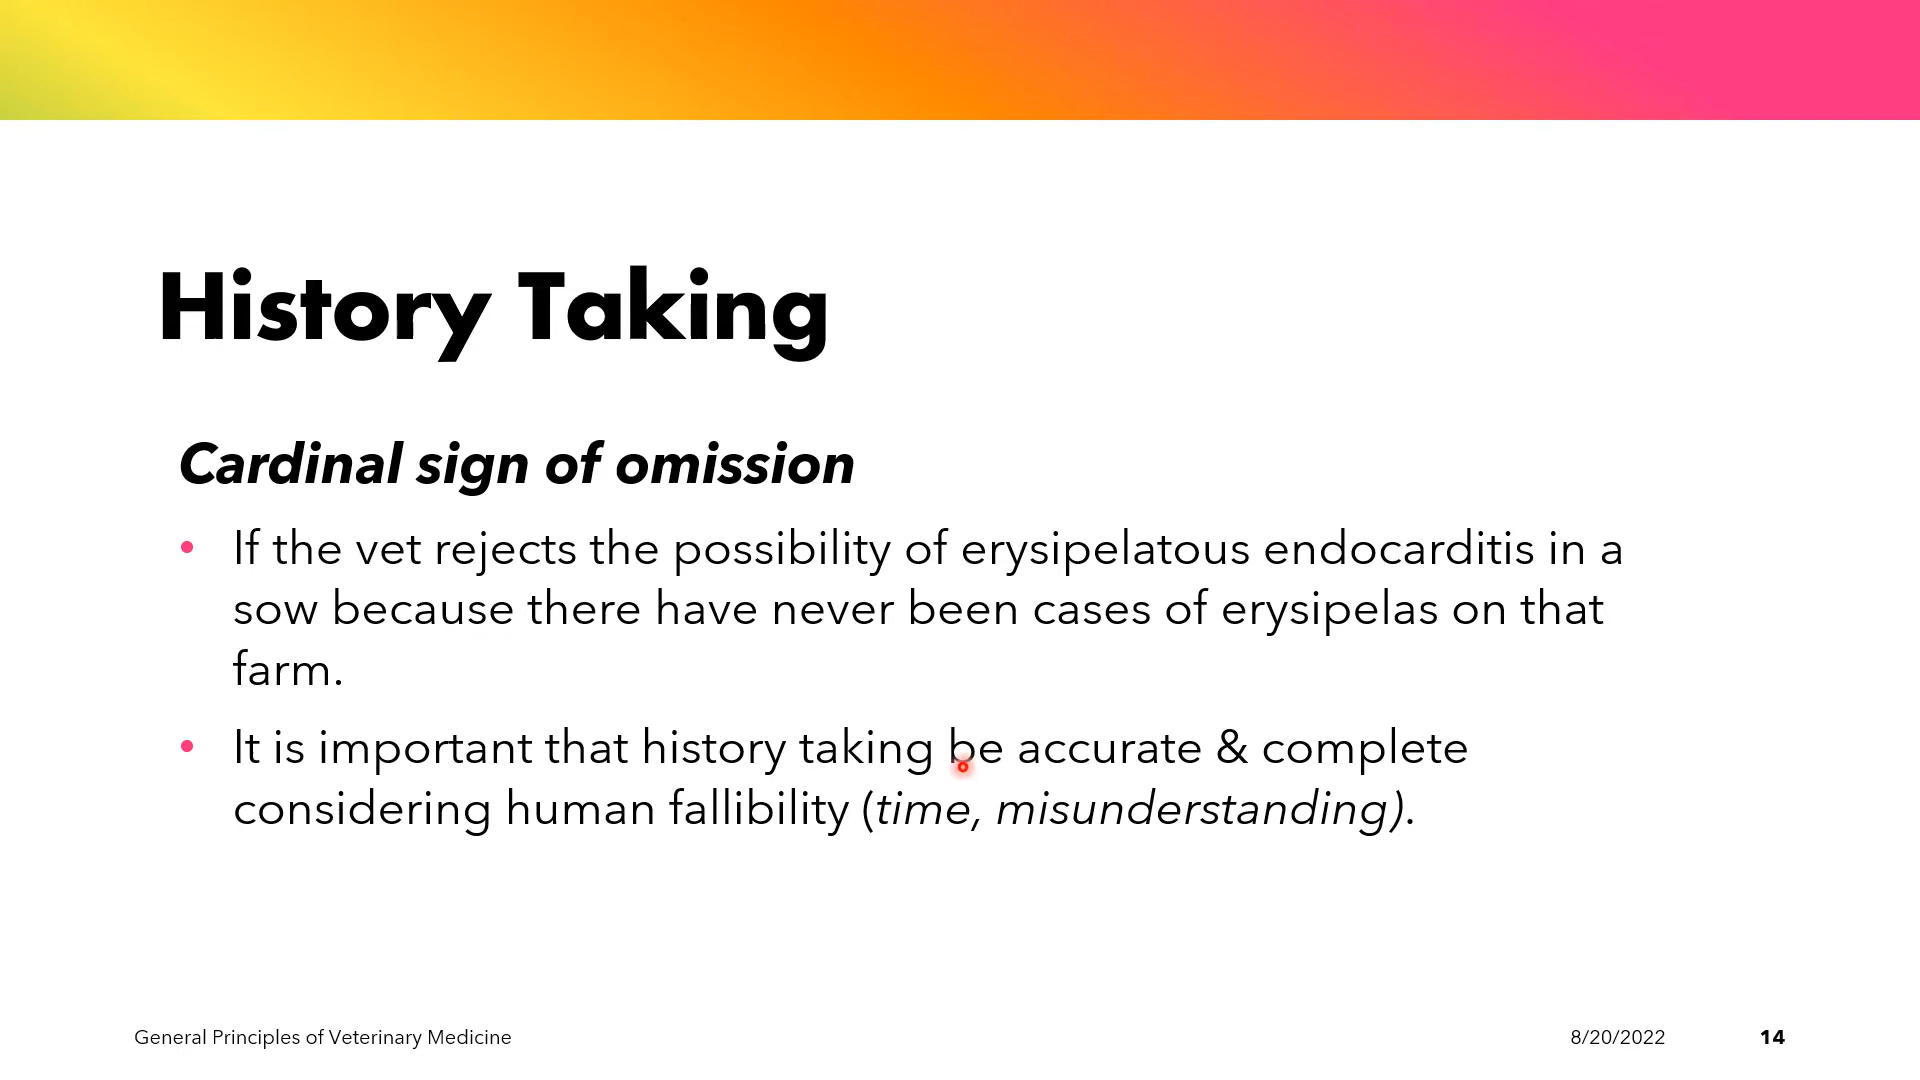 History Taking
Cardinal sign of omission
• If the vet rejects the possibility of erysipelatous endocarditis in a
sow because there have never been cases of erysipelas on that
farm.
• It is important that history taking be accurate & complete
considering human fallibility (time, misunderstanding).
General Principles of Veterinary Medicine
8/20/2022
14